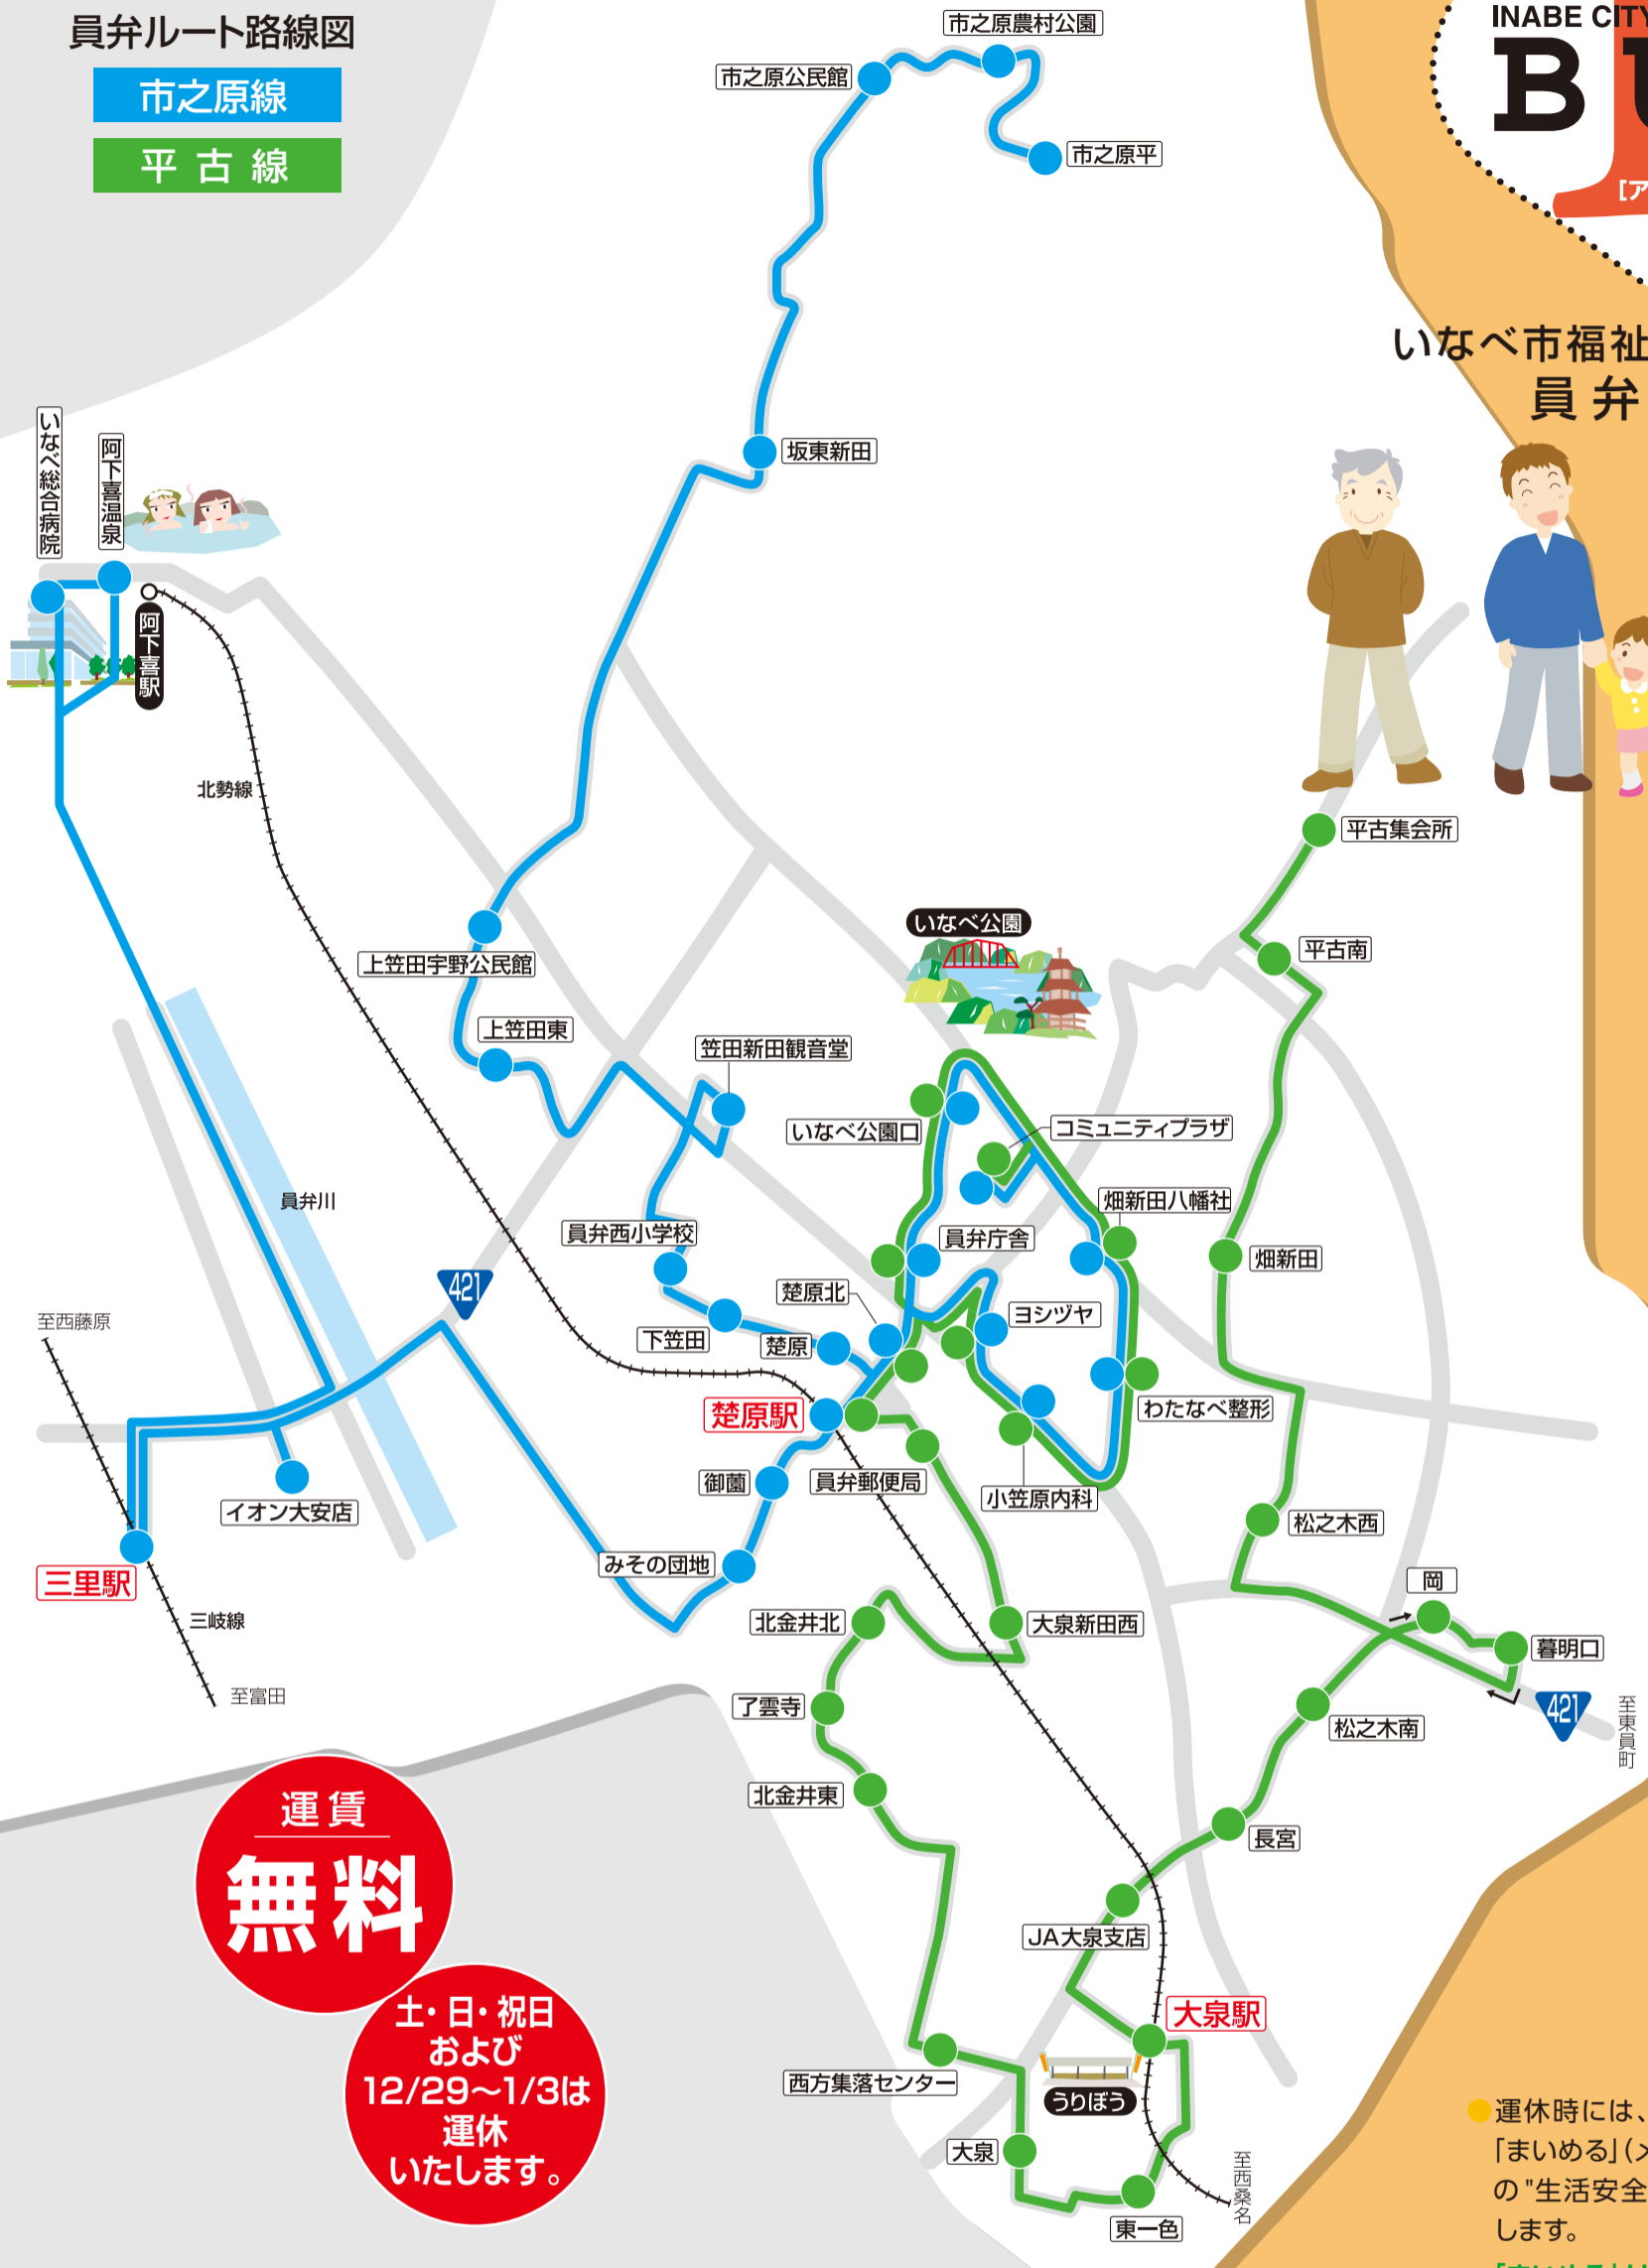 員弁ルート路線図
市之原線
平古線
INABE CITY
B
[ア
いなべ市福祉
員弁
市之原農村公園
市之原公民館
市之原平
坂東新田
いなべ総合病院
阿下喜温泉
阿下喜駅
北勢線
平古集会所
いなべ公園
平古南
上笠田宇野公民館
上笠田東
笠田新田観音堂
いなべ公園口
コミュニティプラザ
畑新田八幡社
員弁川
員弁西小学校
員弁庁舎
畑新田
421
楚原北
ヨシヅヤ
至西藤原
下笠田
楚原
楚原駅
わたなべ整形
御薗
員弁郵便局
小笠原内科
イオン大安店
松之木西
三里駅
みその団地
岡
三岐線
北金井北
大泉新田西
暮明口
至富田
了雲寺
松之木南
421
至東員町
北金井東
長宮
運賃
無料
JA大泉支店
土・日・祝日
および
12/29〜1/3は
運休
いたします。
大泉駅
西方集落センター
うりぼう
大泉
東一色
至西桑名
●運休時には、
「まいめる」(メ
の"生活安全
します。